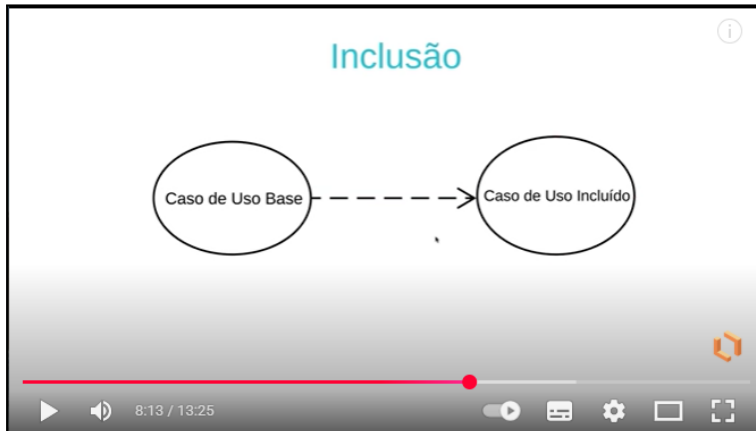 Inclusão
Caso de Uso Base
Caso de Uso Incluído
8:13 / 13:25